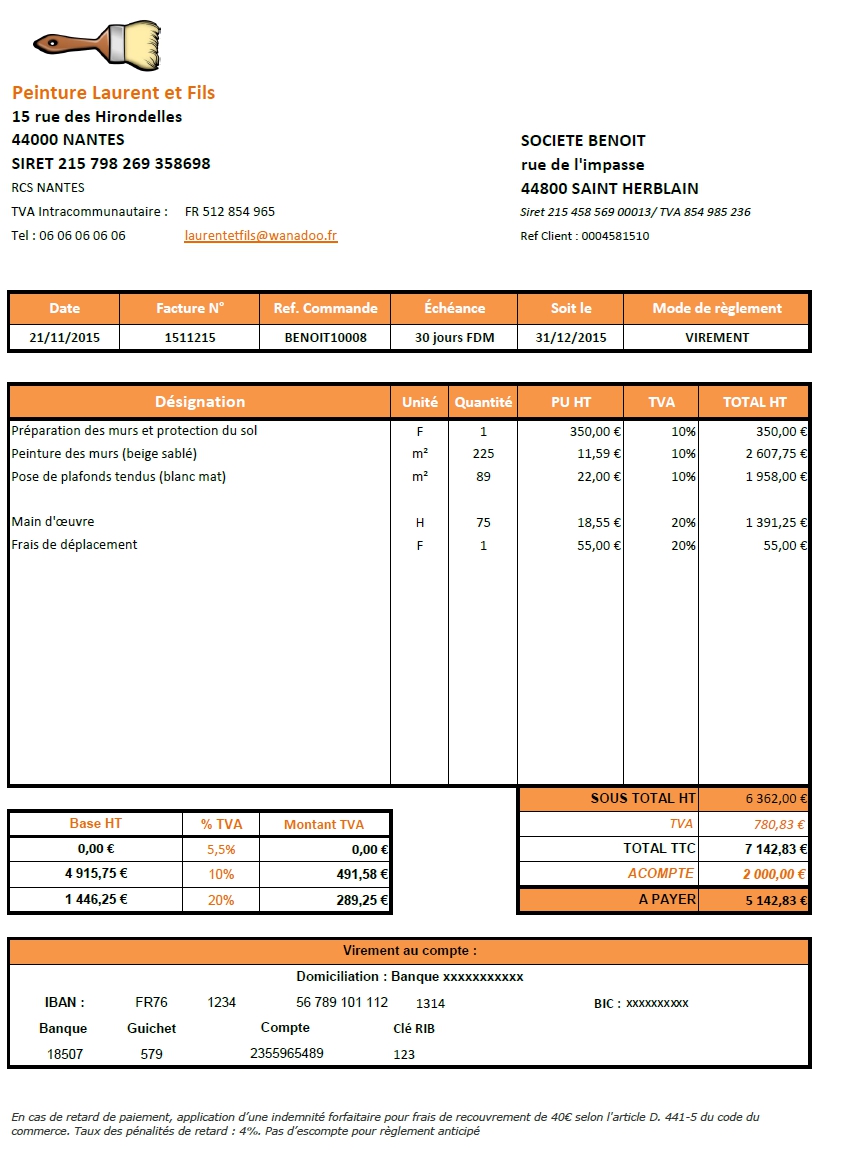 Peinture Laurent et Fils
15 rue des Hirondelles
44000 NANTES
SIRET 215 798 269 358698
RCS NANTES
TVA Intracommunautaire : FR 512 854 965
Tel : 06 06 06 06 06 laurentetfils@wanadoo.fr
SOCIETE BENOIT
rue de l'impasse
44800 SAINT HERBLAIN
Siret 215 458 569 00013/ TVA 854 985 236
Ref Client : 0004581510
Date Facture N° Ref. Commande Échéance Soit le Mode de règlement
21/11/2015 1511215 BENOIT10008 30 jours FDM 31/12/2015 VIREMENT
Désignation Unité Quantité PU HT TVA TOTAL HT
Préparation des murs et protection du sol F 1 350,00 € 10% 350,00 €
Peinture des murs (beige sablé) m² 225 11,59 € 10% 2 607,75 €
Pose de plafonds tendus (blanc mat) m² 89 22,00 € 10% 1 958,00 €
Main d'œuvre H 75 18,55 € 20% 1 391,25 €
Frais de déplacement F 1 55,00 € 20% 55,00 €
SOUS TOTAL HT 6 362,00 €
TVA 780,83 €
TOTAL TTC 7 142,83 €
ACOMPTE 2 000,00 €
A PAYER 5 142,83 €
Base HT % TVA Montant TVA
0,00 € 5,5% 0,00 €
4 915,75 € 10% 491,58 €
1 446,25 € 20% 289,25 €
Virement au compte :
Domiciliation : Banque xxxxxxxxxxx
IBAN : FR76 1234 56 789 101 112 1314 BIC : xxxxxxxxxx
Banque Guichet Compte Clé RIB
18507 579 2355965489 123
En cas de retard de paiement, application d'une indemnité forfaitaire pour frais de recouvrement de 40€ selon l'article D. 441-5 du code du
commerce. Taux des pénalités de retard : 4%. Pas d'escompte pour règlement anticipé